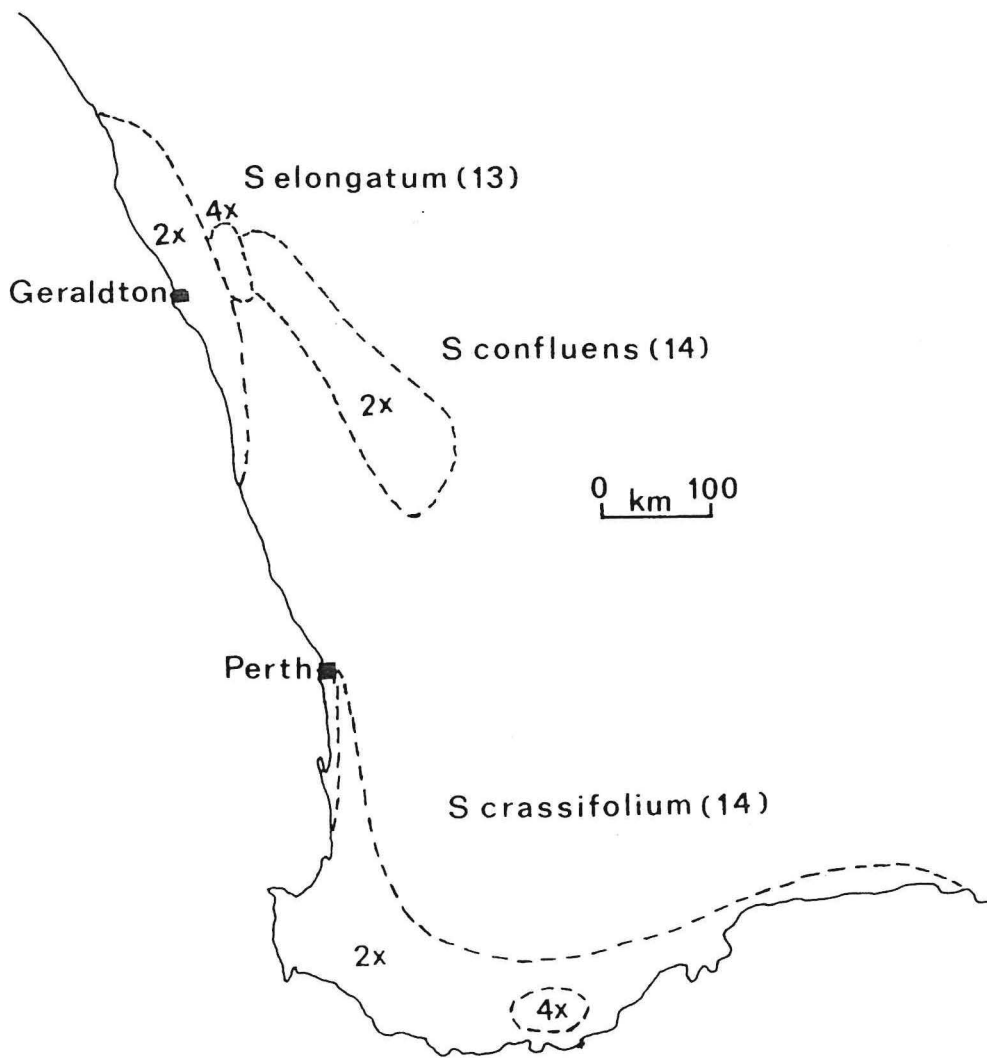 S elongatum (13)
4x
2x
Geraldton
S confluens (14)
2x
0 km 100
Perth
S crassifolium (14)
2x
4x